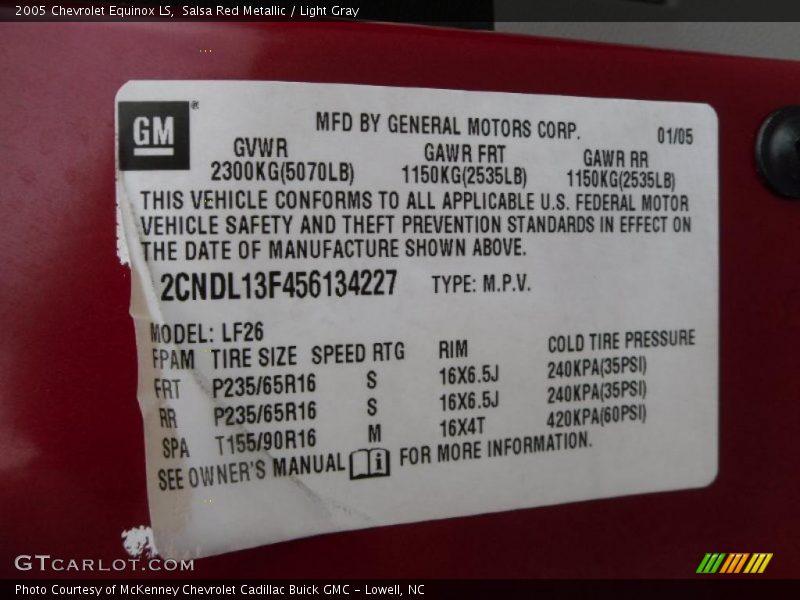 2005 Chevrolet Equinox LS,  Salsa Red Metallic / Light Gray
GM ®
MFD BY GENERAL MOTORS CORP. 01/05
GVWR GAWR FRT GAWR RR
2300KG(5070LB) 1150KG(2535LB) 1150KG(2535LB)
THIS VEHICLE CONFORMS TO ALL APPLICABLE U.S. FEDERAL MOTOR
VEHICLE SAFETY AND THEFT PREVENTION STANDARDS IN EFFECT ON
THE DATE OF MANUFACTURE SHOWN ABOVE.
2CNDL13F456134227 TYPE: M.P.V.
MODEL: LF26
FPAM TIRE SIZE SPEED RTG RIM COLD TIRE PRESSURE
FRT P235/65R16 S 16X6.5J 240KPA(35PSI)
RR P235/65R16 S 16X6.5J 240KPA(35PSI)
SPA T155/90R16 M 16X4T 420KPA(60PSI)
SEE OWNER'S MANUAL i FOR MORE INFORMATION.
GTCARLOT.COM
Photo Courtesy of McKenney Chevrolet Cadillac Buick GMC - Lowell, NC